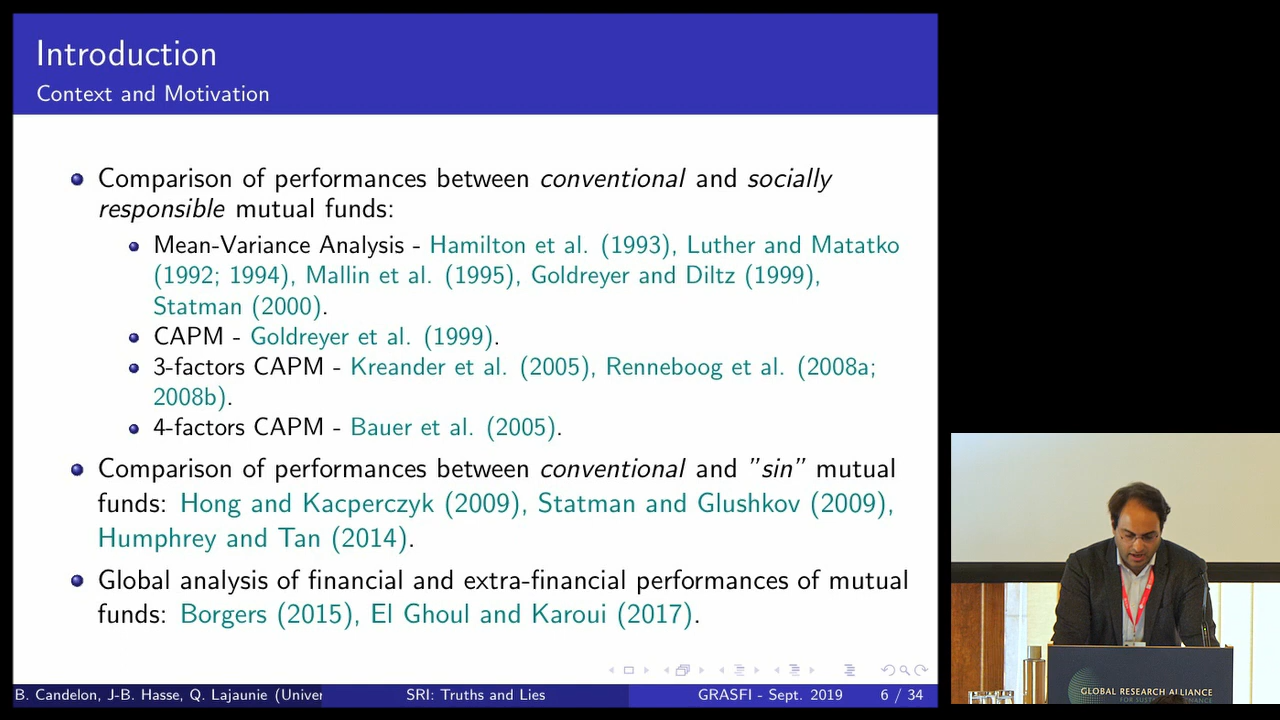 Introduction
Context and Motivation
Comparison of performances between conventional and socially
responsible mutual funds:
Mean-Variance Analysis - Hamilton et al. (1993), Luther and Matatko
(1992; 1994), Mallin et al. (1995), Goldreyer and Diltz (1999),
Statman (2000).
CAPM - Goldreyer et al. (1999).
3-factors CAPM - Kreander et al. (2005), Renneboog et al. (2008a;
2008b).
4-factors CAPM - Bauer et al. (2005).
Comparison of performances between conventional and "sin" mutual
funds: Hong and Kacperczyk (2009), Statman and Glushkov (2009),
Humphrey and Tan (2014).
Global analysis of financial and extra-financial performances of mutual
funds: Borgers (2015), El Ghoul and Karoui (2017).
B. Candelon, J-B. Hasse, Q. Lajaunie (Univer SRI: Truths and Lies GRASFI - Sept. 2019 6 / 34
GLOBAL RESEARCH ALLIANCE